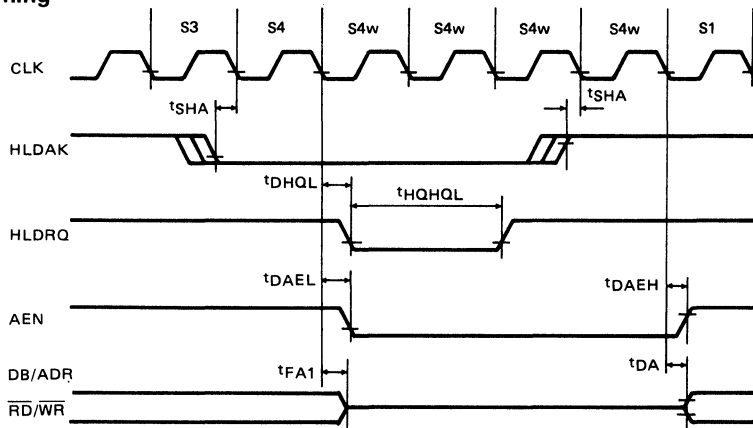 ning
S3 S4 S4w S4w S4w S4w S1
CLK
tSHA tSHA
HLDAK
tDHQL tHQHQL
HLDRQ
tDAEL tDAEH
AEN
tFA1 tDA
DB/ADR
RD/WR